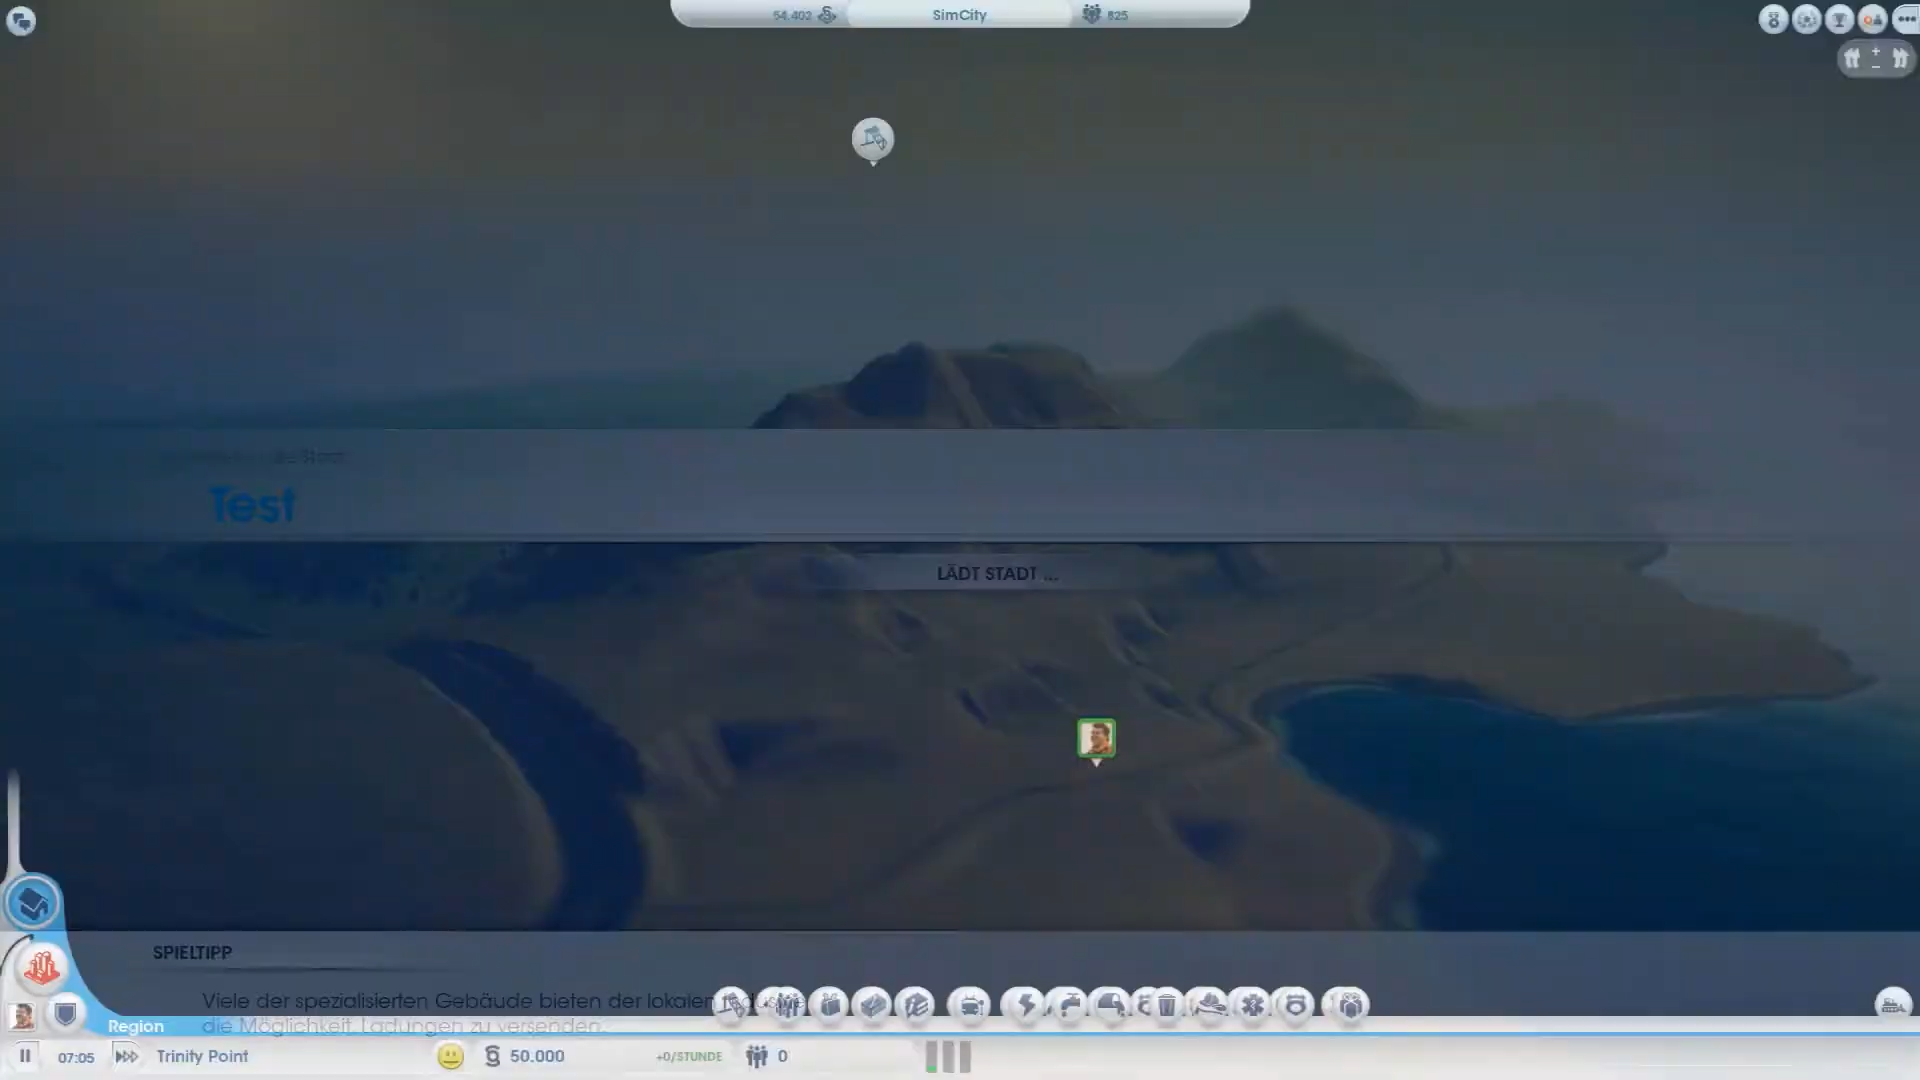 54.402
SimCity
825
Stadt
Test
LÄDT STADT ...
SPIELTIPP
Viele der spezialisierten Gebäude bieten der lokalen
die Möglichkeit, Ladungen zu versenden.
Region
07:05
Trinity Point
50.000
+0/STUNDE
0